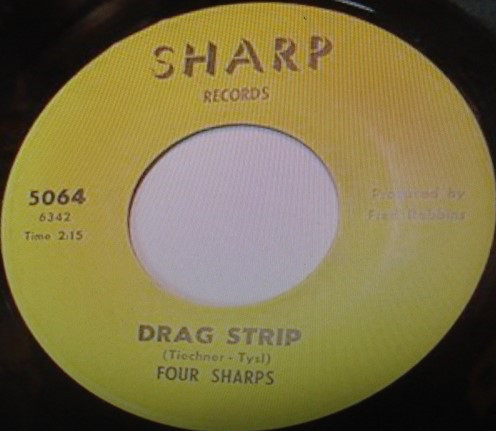 SHARP
RECORDS
5064
6342
Time 2:15
Produced by
Fred Robbins
DRAG STRIP
(Tiechner - Tysl)
FOUR SHARPS